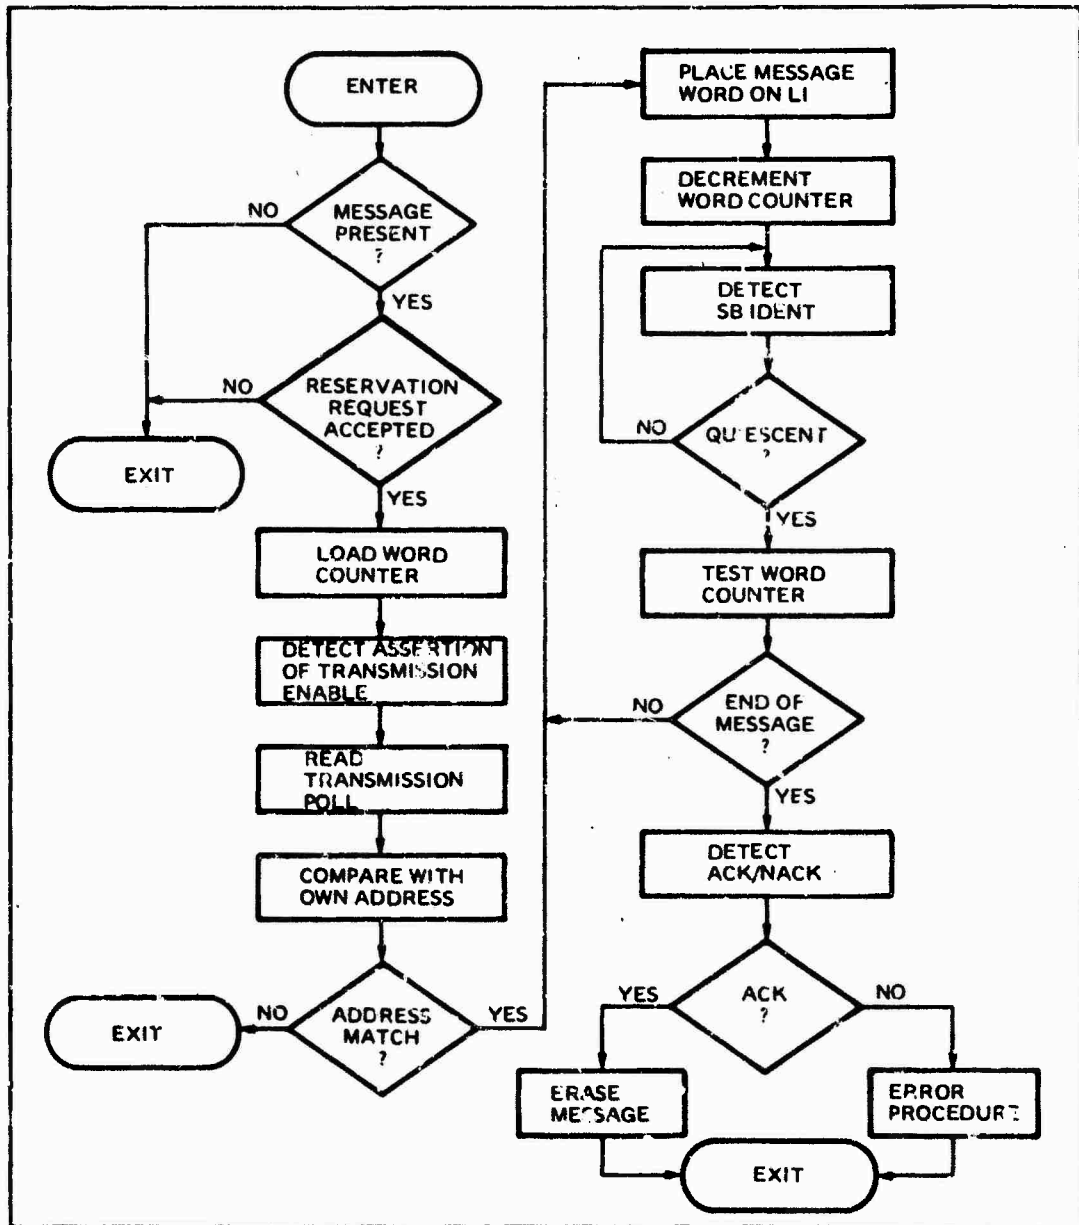 ENTER
MESSAGE
PRESENT
?
NO
YES
RESERVATION
REQUEST
ACCEPTED
?
NO
YES
EXIT
LOAD WORD
COUNTER
DETECT ASSERTION
OF TRANSMISSION
ENABLE
READ
TRANSMISSION
POLL
COMPARE WITH
OWN ADDRESS
ADDRESS
MATCH
?
NO
YES
EXIT
PLACE MESSAGE
WORD ON LI
DECREMENT
WORD COUNTER
DETECT
SB IDENT
QUIESCENT
?
NO
YES
TEST WORD
COUNTER
END OF
MESSAGE
?
NO
YES
DETECT
ACK/NACK
ACK
?
YES
NO
ERASE
MESSAGE
ERROR
PROCEDURE
EXIT